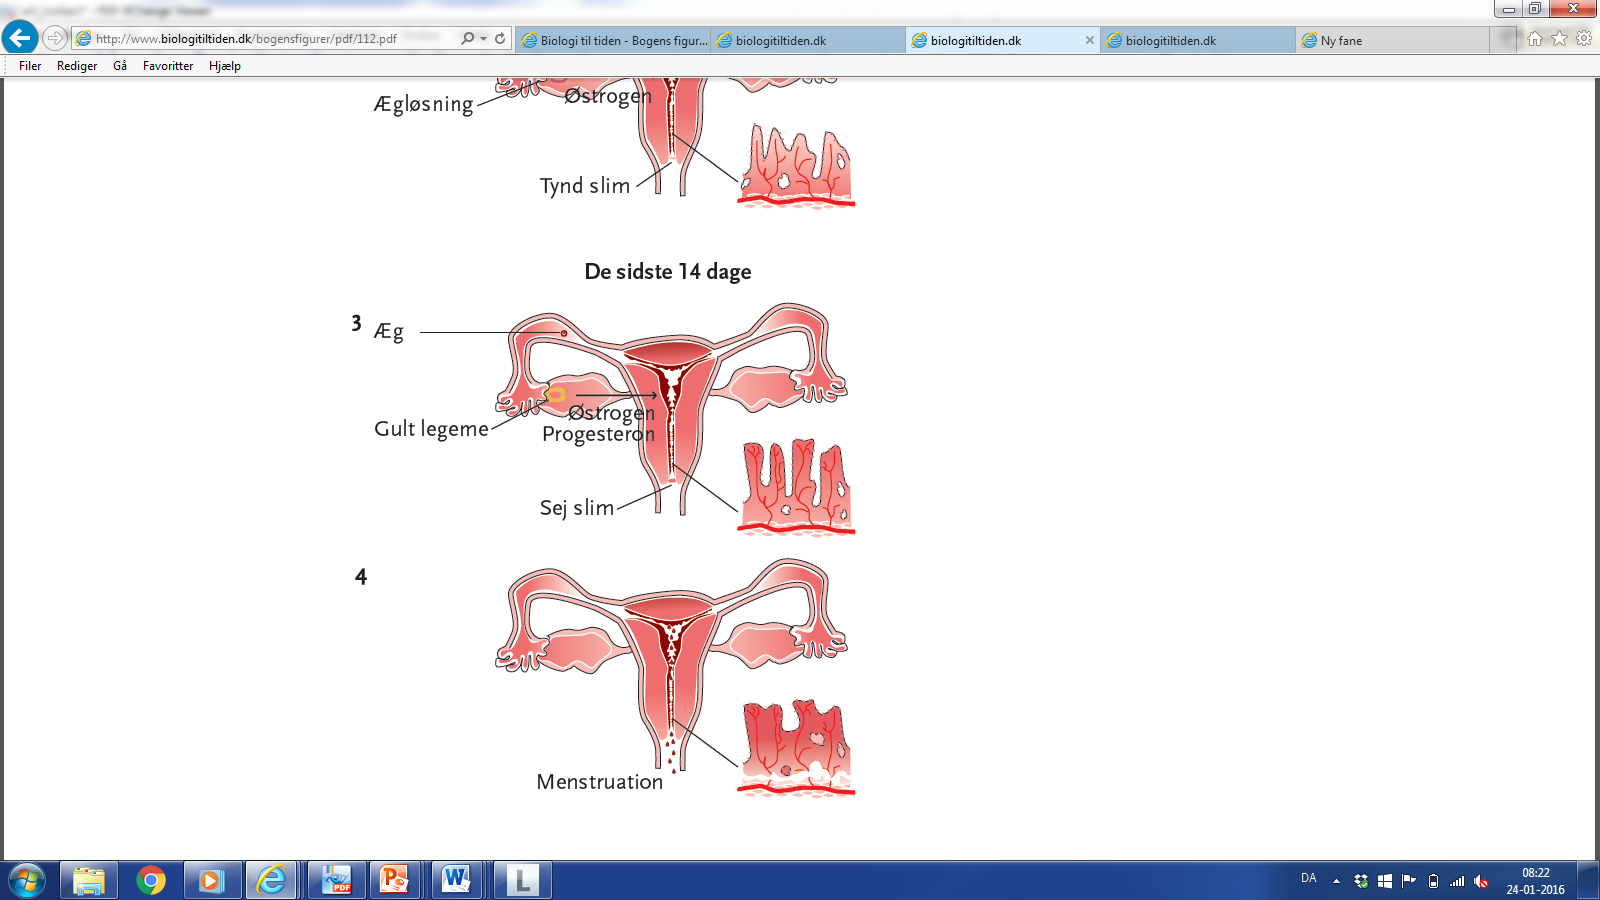 http://www.biologitiltiden.dk/bogensfigurer/pdf/112.pdf
Biologi til tiden - Bogens figur...
biologitiltiden.dk
biologitiltiden.dk
biologitiltiden.dk
Ny fane
Filer Rediger Gå Favoritter Hjælp
Ægløsning
Østrogen
Tynd slim
De sidste 14 dage
3 Æg
Gult legeme
Østrogen
Progesteron
Sej slim
4
Menstruation
PDF
P
W
L
DA
08:22
24-01-2016